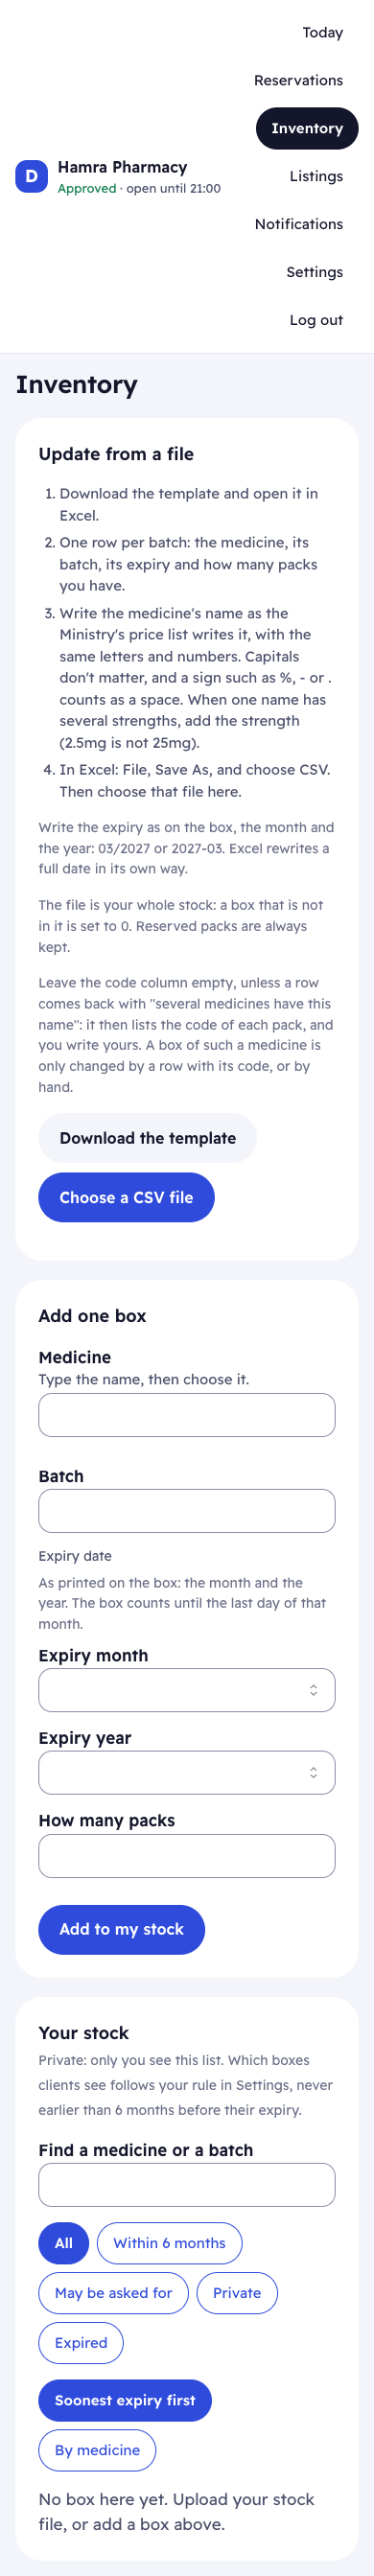 Today
Reservations
Inventory
D
Hamra Pharmacy
Approved · open until 21:00
Listings
Notifications
Settings
Log out
Inventory
Update from a file
1. Download the template and open it in
Excel.
2. One row per batch: the medicine, its
batch, its expiry and how many packs
you have.
3. Write the medicine's name as the
Ministry's price list writes it, with the
same letters and numbers. Capitals
don't matter, and a sign such as %, - or .
counts as a space. When one name has
several strengths, add the strength
(2.5mg is not 25mg).
4. In Excel: File, Save As, and choose CSV.
Then choose that file here.
Write the expiry as on the box, the month and
the year: 03/2027 or 2027-03. Excel rewrites a
full date in its own way.
The file is your whole stock: a box that is not
in it is set to 0. Reserved packs are always
kept.
Leave the code column empty, unless a row
comes back with "several medicines have this
name": it then lists the code of each pack, and
you write yours. A box of such a medicine is
only changed by a row with its code, or by
hand.
Download the template
Choose a CSV file
Add one box
Medicine
Type the name, then choose it.
Batch
Expiry date
As printed on the box: the month and the
year. The box counts until the last day of that
month.
Expiry month
Expiry year
How many packs
Add to my stock
Your stock
Private: only you see this list. Which boxes
clients see follows your rule in Settings, never
earlier than 6 months before their expiry.
Find a medicine or a batch
All
Within 6 months
May be asked for
Private
Expired
Soonest expiry first
By medicine
No box here yet. Upload your stock
file, or add a box above.